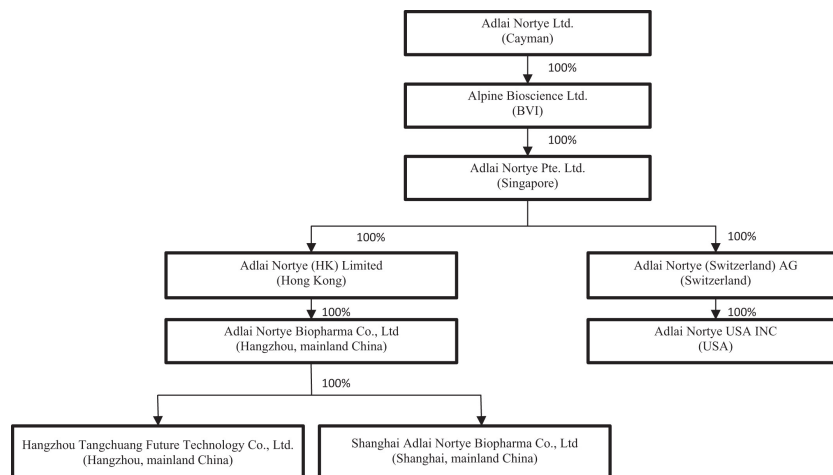 Adlai Nortye Ltd.
(Cayman)
100%
Alpine Bioscience Ltd.
(BVI)
100%
Adlai Nortye Pte. Ltd.
(Singapore)
100%
100%
Adlai Nortye (HK) Limited
(Hong Kong)
Adlai Nortye (Switzerland) AG
(Switzerland)
100%
100%
Adlai Nortye Biopharma Co., Ltd
(Hangzhou, mainland China)
Adlai Nortye USA INC
(USA)
100%
Hangzhou Tangchuang Future Technology Co., Ltd.
(Hangzhou, mainland China)
Shanghai Adlai Nortye Biopharma Co., Ltd
(Shanghai, mainland China)